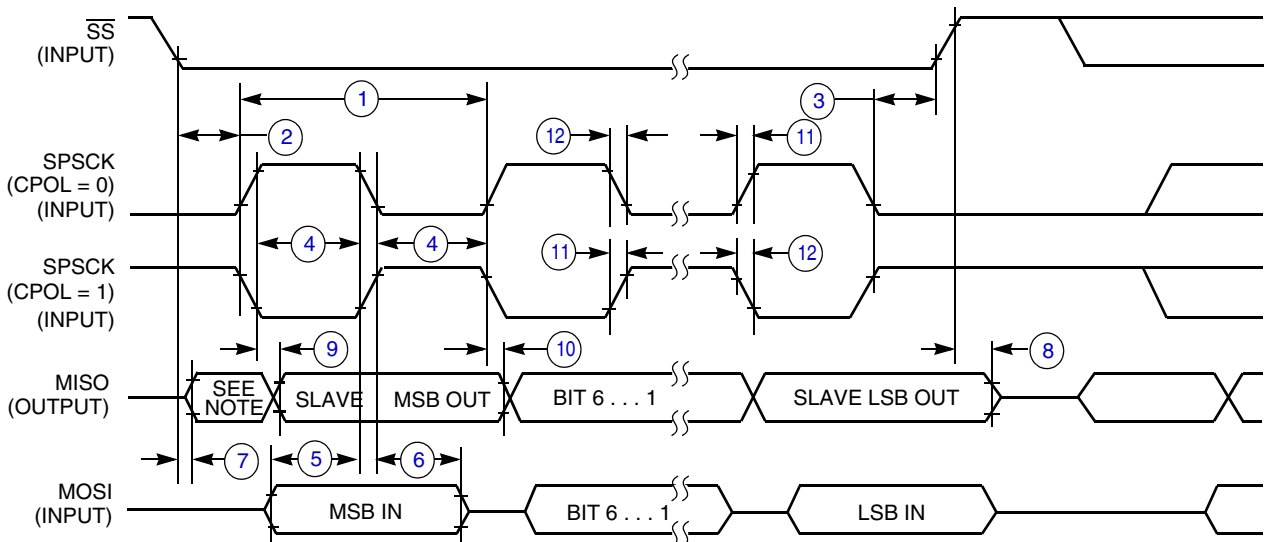 SS
(INPUT)
1
3
2
12
11
SPSCK
(CPOL = 0)
(INPUT)
4
4
SPSCK
(CPOL = 1)
(INPUT)
11
12
9
10
8
MISO
(OUTPUT)
SEE
NOTE
SLAVE
MSB OUT
BIT 6 . . . 1
SLAVE LSB OUT
7
5
6
MOSI
(INPUT)
MSB IN
BIT 6 . . . 1
LSB IN